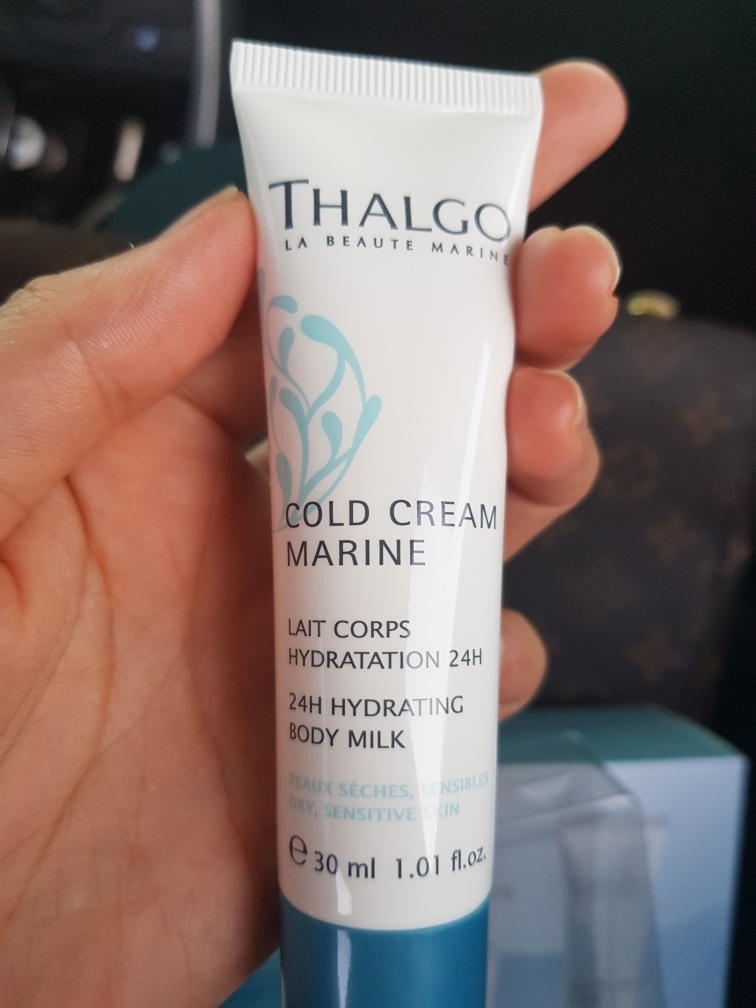 THALGO
LA BEAUTE MARINE
COLD CREAM
MARINE
LAIT CORPS
HYDRATATION 24H
24H HYDRATING
BODY MILK
PEAUX SÈCHES, SENSIBLES
DRY, SENSITIVE SKIN
℮ 30 ml 1.01 fl.oz.